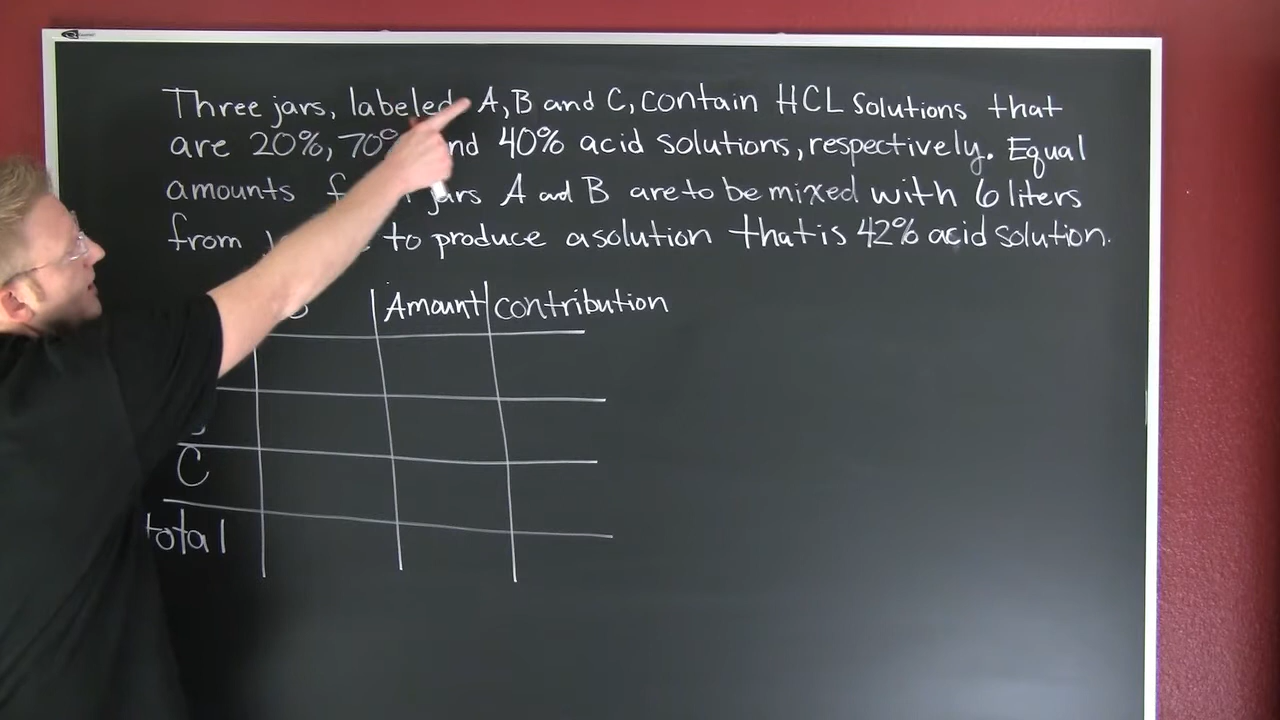 Three jars, labeled A, B and C, contain HCL Solutions that
are 20%, 70% and 40% acid solutions, respectively. Equal
amounts jars A and B are to be mixed with 6 liters
from to produce a solution that is 42% acid solution.
Amount contribution
C
total